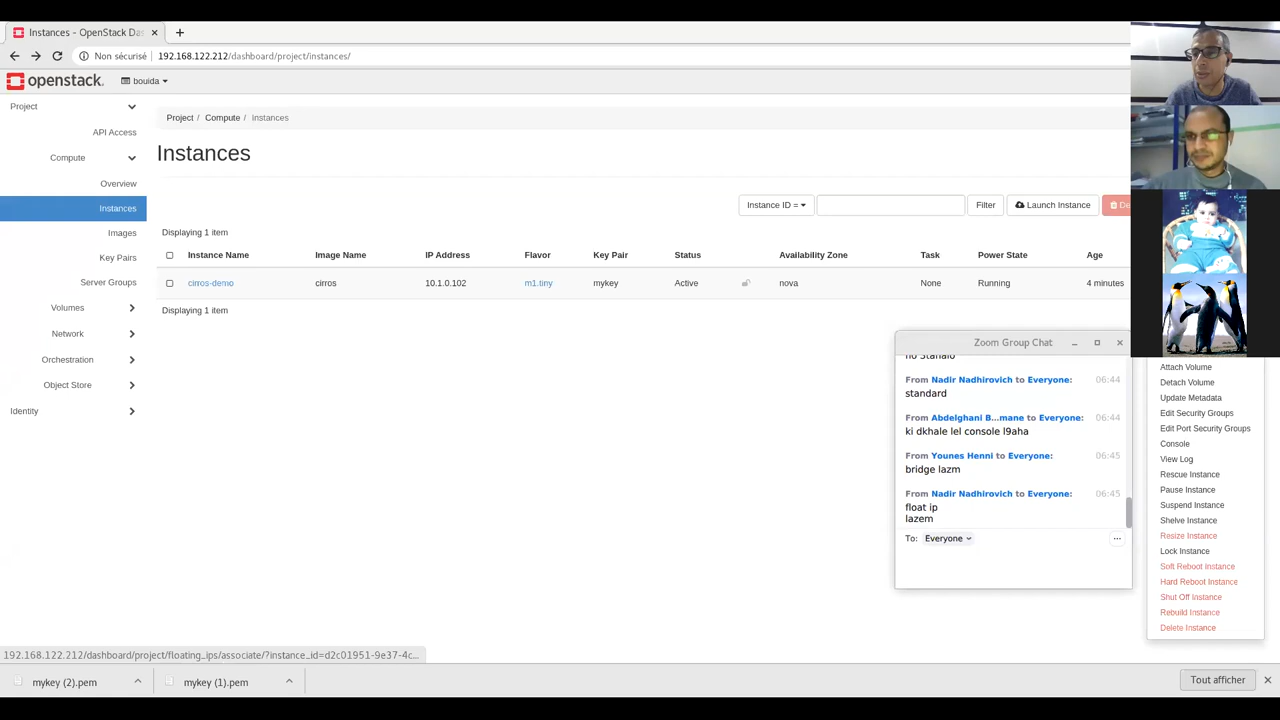 Instances - OpenStack Das
Non sécurisé
192.168.122.212/dashboard/project/instances/
openstack.
bouida
Project
API Access
Compute
Overview
Instances
Images
Key Pairs
Server Groups
Volumes
Network
Orchestration
Object Store
Identity
Project / Compute / Instances
Instances
Instance ID =
Filter
Launch Instance
De
Displaying 1 item
Instance Name Image Name IP Address Flavor Key Pair Status Availability Zone Task Power State Age
cirros-demo cirros 10.1.0.102 m1.tiny mykey Active nova None Running 4 minutes
Displaying 1 item
Zoom Group Chat
From Nadir Nadhirovich to Everyone: 06:44
standard
From Abdelghani B...mane to Everyone: 06:44
ki dkhale lel console l9aha
From Younes Henni to Everyone: 06:45
bridge lazm
From Nadir Nadhirovich to Everyone: 06:45
float ip
lazem
To: Everyone
Attach Volume
Detach Volume
Update Metadata
Edit Security Groups
Edit Port Security Groups
Console
View Log
Rescue Instance
Pause Instance
Suspend Instance
Shelve Instance
Resize Instance
Lock Instance
Soft Reboot Instance
Hard Reboot Instance
Shut Off Instance
Rebuild Instance
Delete Instance
192.168.122.212/dashboard/project/floating_ips/associate/?instance_id=d2c01951-9e37-4c...
mykey (2).pem
mykey (1).pem
Tout afficher